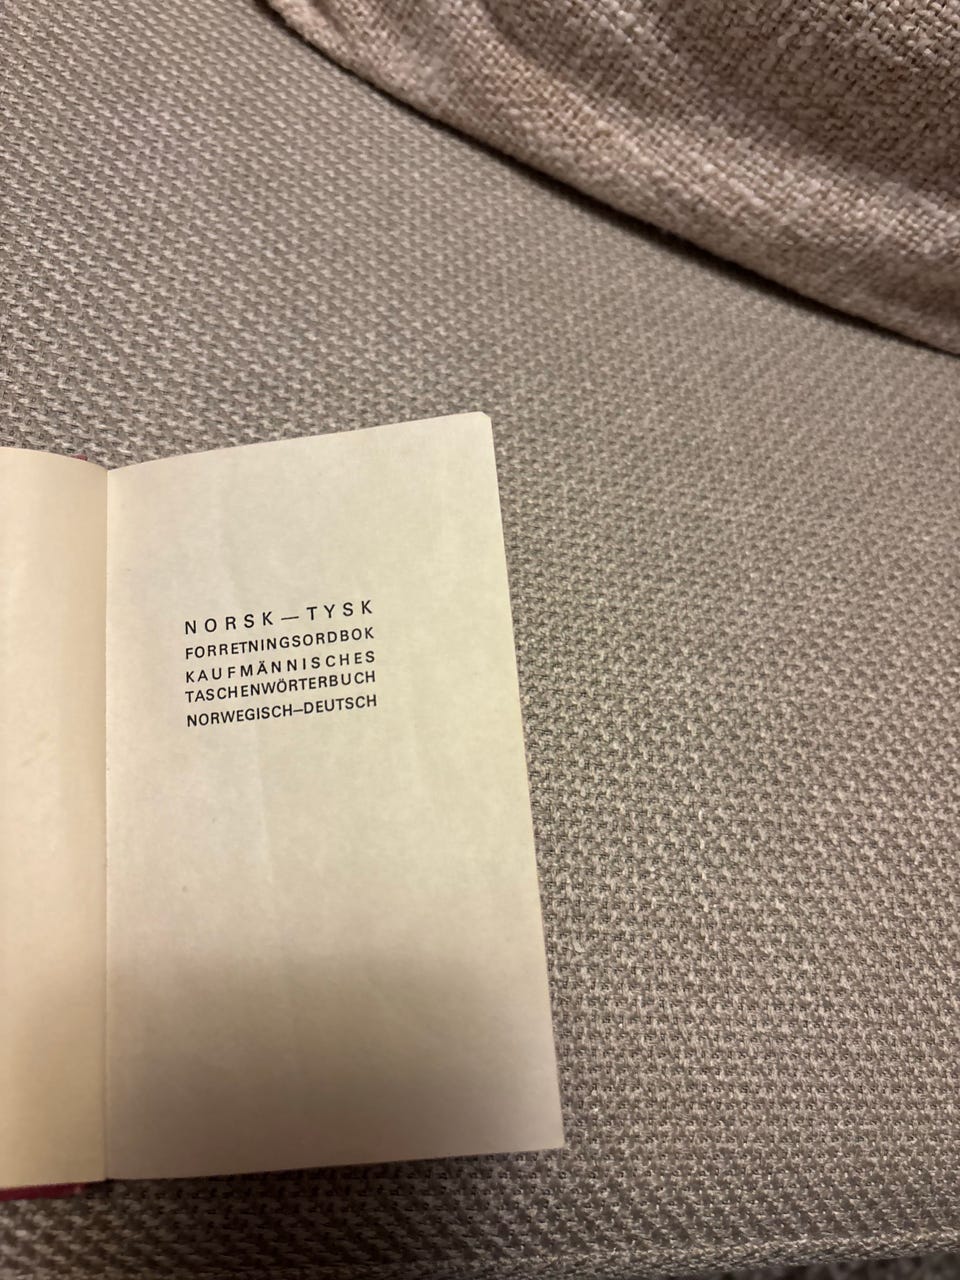 NORSK — TYSK
FORRETNINGSORDBOK
KAUFMÄNNISCHES
TASCHENWÖRTERBUCH
NORWEGISCH–DEUTSCH